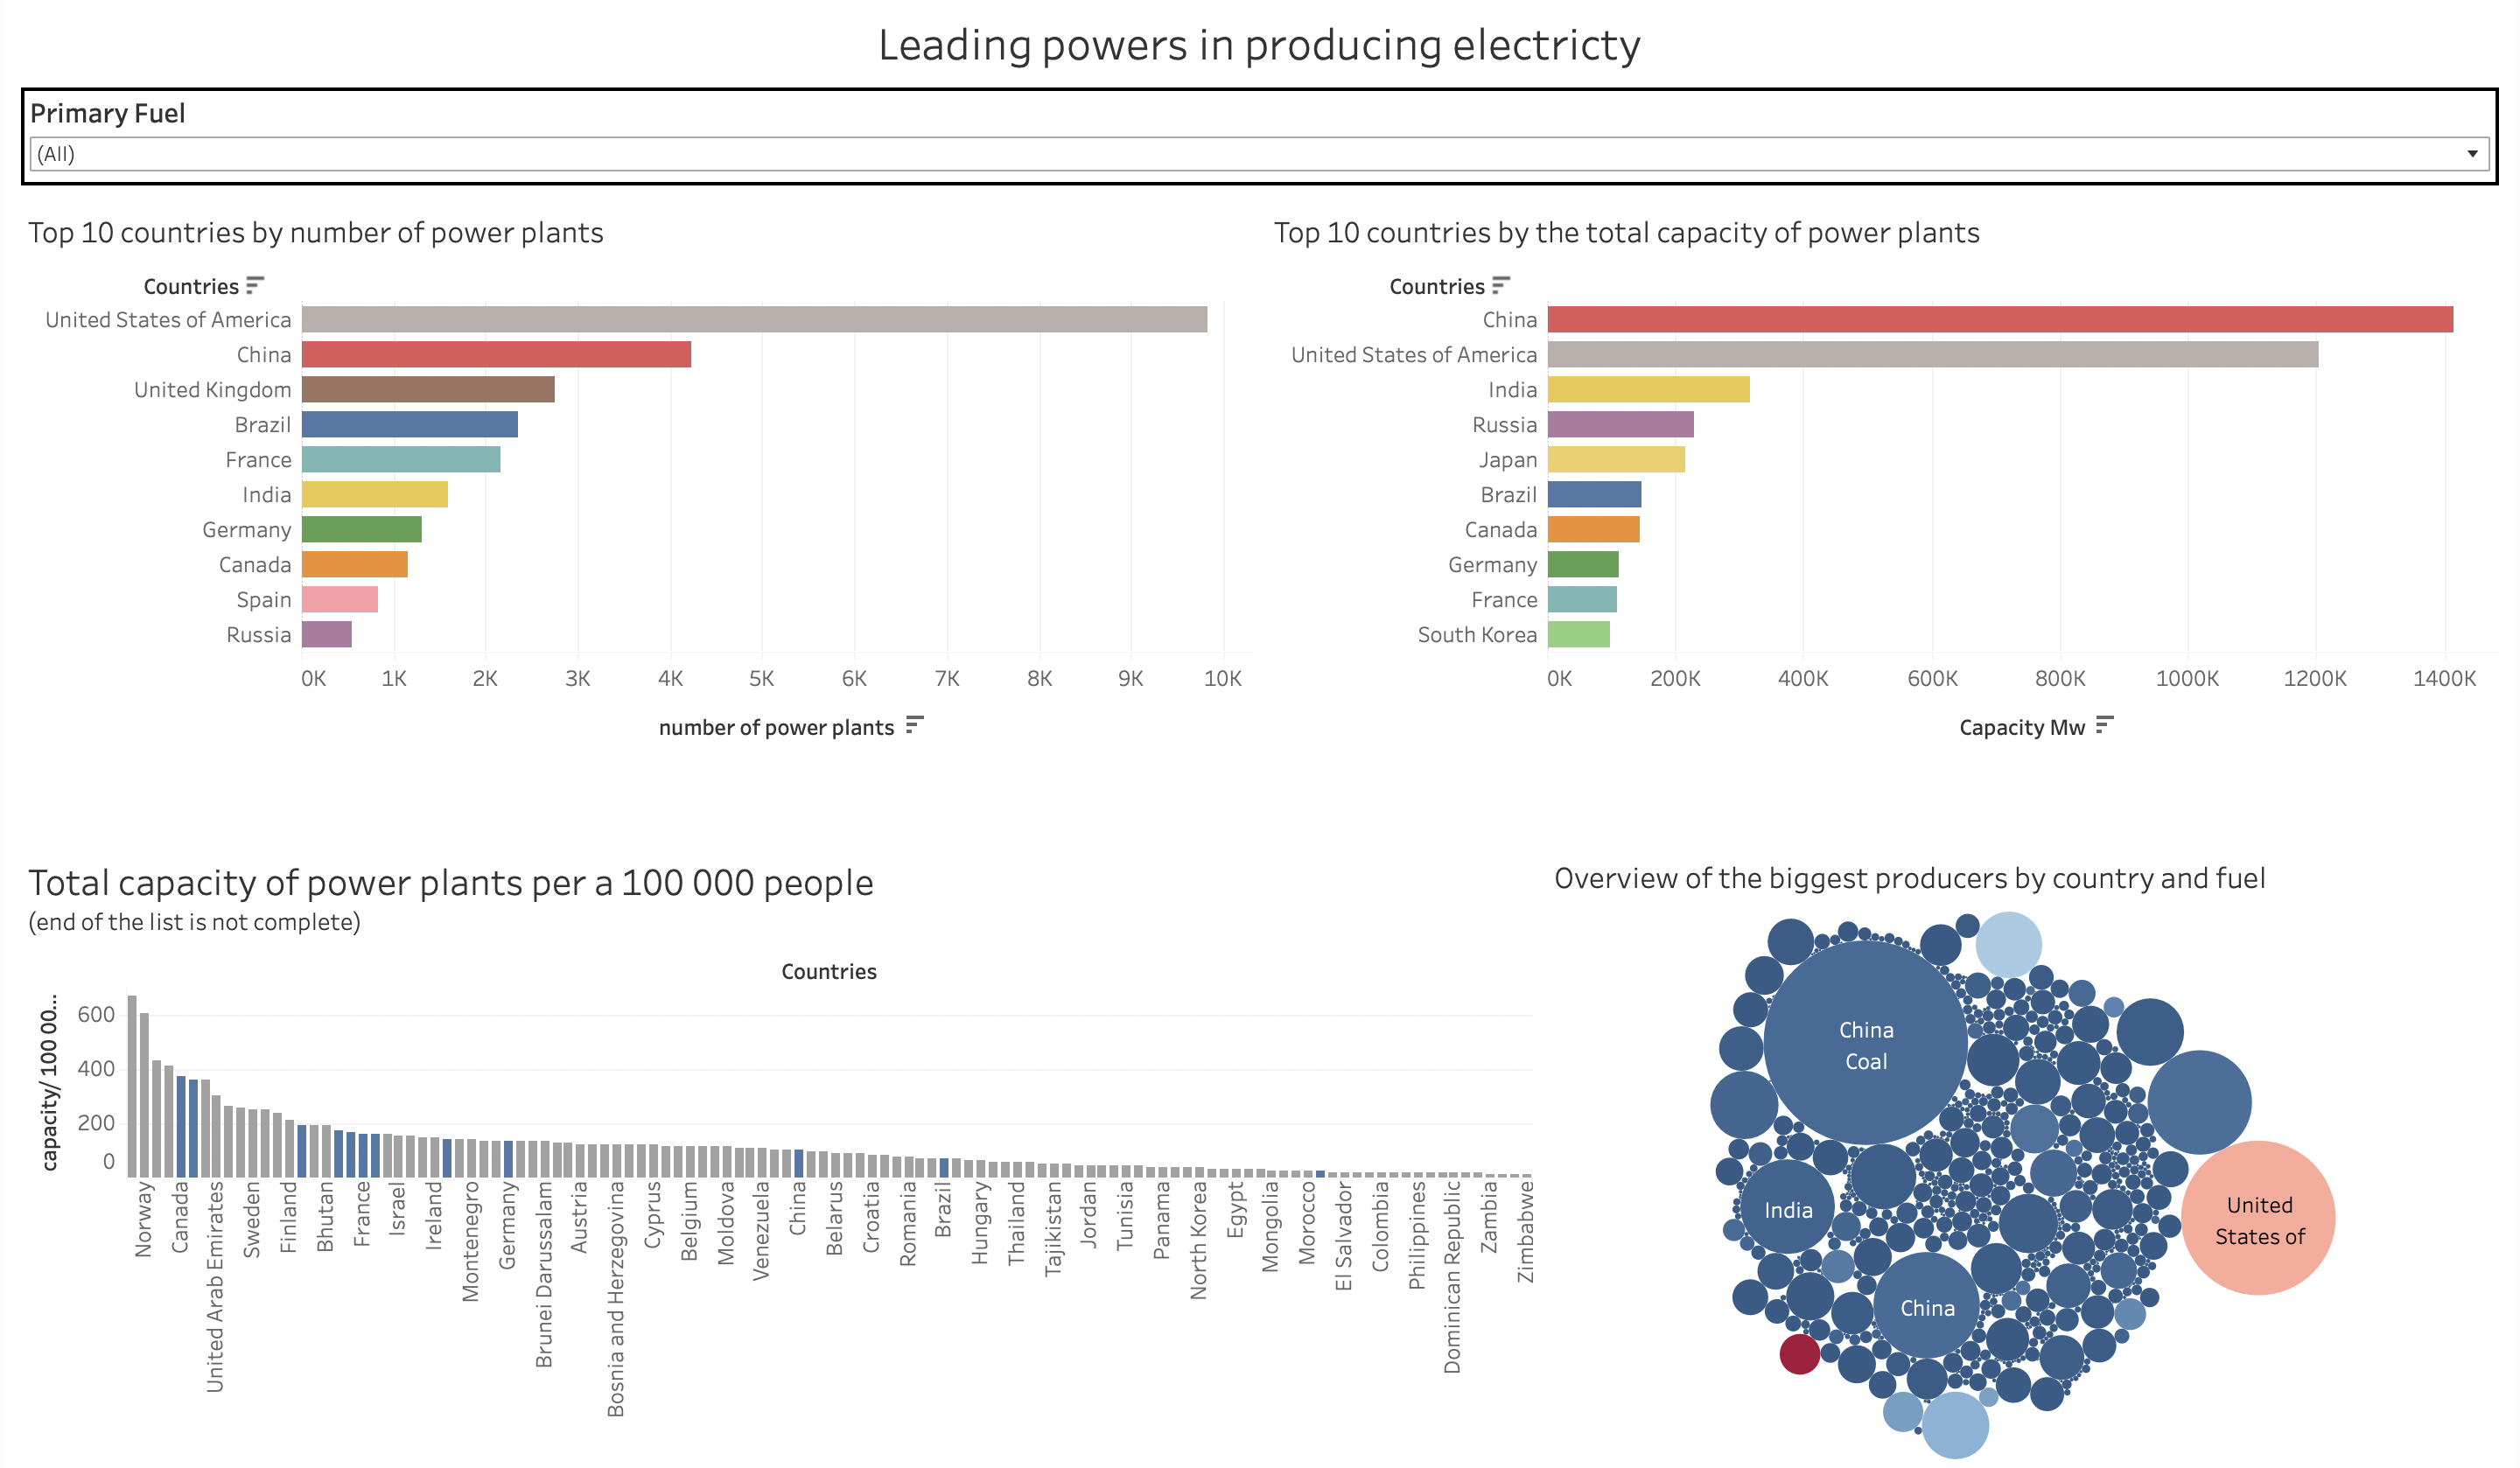 Leading powers in producing electricty
Primary Fuel
(All)
Top 10 countries by number of power plants
Countries
United States of America
China
United Kingdom
Brazil
France
India
Germany
Canada
Spain
Russia
0K 1K 2K 3K 4K 5K 6K 7K 8K 9K 10K
number of power plants
Top 10 countries by the total capacity of power plants
Countries
China
United States of America
India
Russia
Japan
Brazil
Canada
Germany
France
South Korea
0K 200K 400K 600K 800K 1000K 1200K 1400K
Capacity Mw
Total capacity of power plants per a 100 000 people
(end of the list is not complete)
Countries
capacity/ 100 00...
600
400
200
0
Norway
Canada
United Arab Emirates
Sweden
Finland
Bhutan
France
Israel
Ireland
Montenegro
Germany
Brunei Darussalam
Austria
Bosnia and Herzegovina
Cyprus
Belgium
Moldova
Venezuela
China
Belarus
Croatia
Romania
Brazil
Hungary
Thailand
Tajikistan
Jordan
Tunisia
Panama
North Korea
Egypt
Mongolia
Morocco
El Salvador
Colombia
Philippines
Dominican Republic
Zambia
Zimbabwe
Overview of the biggest producers by country and fuel
China
Coal
India
United
States of
China